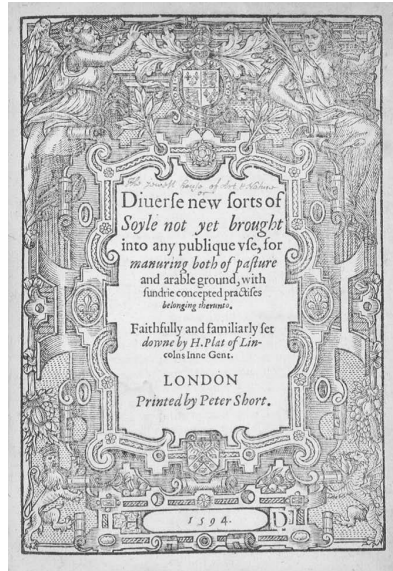 Diuerſe new ſorts of
Soyle not yet brought
into any publique vſe, for
manuring both of paſture
and arable ground, with
ſundrie concepted practiſes
belonging therunto.
Faithfully and familiarly ſet
downe by H. Plat of Lin-
colns Inne Gent.
LONDON
Printed by Peter Short.
H D
1594.